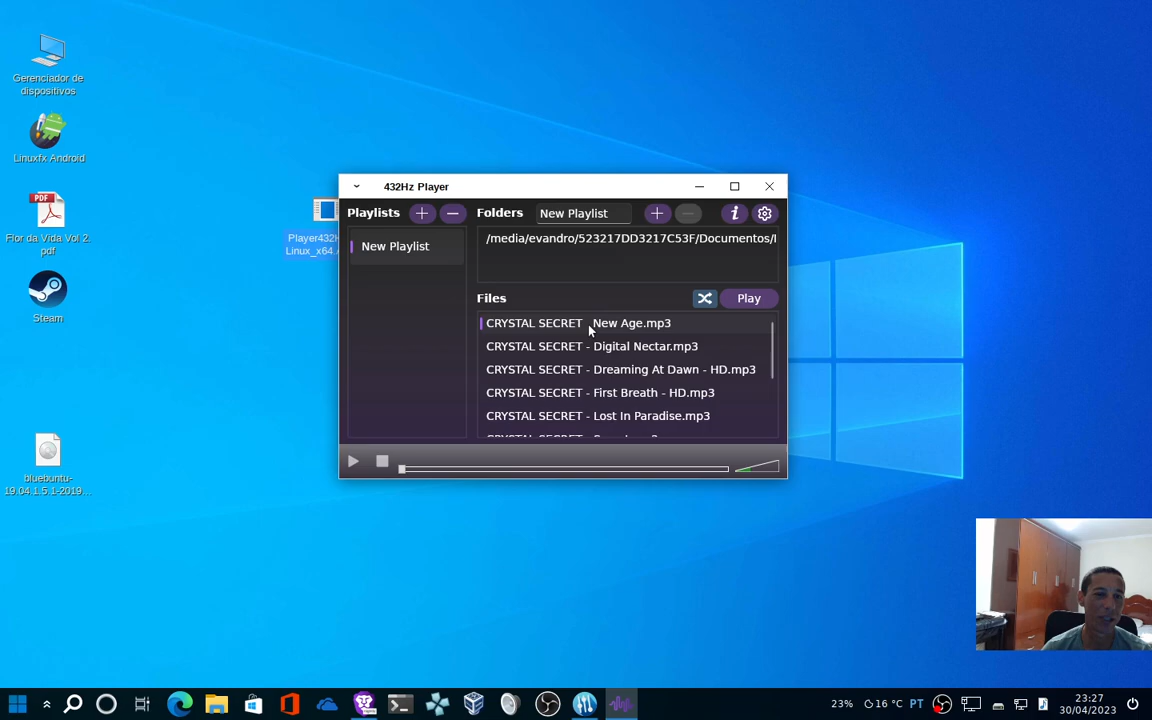 Gerenciador de
dispositivos
Linuxfx Android
PDF
Flor da Vida Vol 2.
pdf
Steam
bluebuntu-
19.04.1.5.1-2019...
Player432H
Linux_x64.
432Hz Player
Playlists
Folders
New Playlist
New Playlist
/media/evandro/523217DD3217C53F/Documentos/
Files
Play
CRYSTAL SECRET - New Age.mp3
CRYSTAL SECRET - Digital Nectar.mp3
CRYSTAL SECRET - Dreaming At Dawn - HD.mp3
CRYSTAL SECRET - First Breath - HD.mp3
CRYSTAL SECRET - Lost In Paradise.mp3
23%
16 °C
PT
23:27
30/04/2023